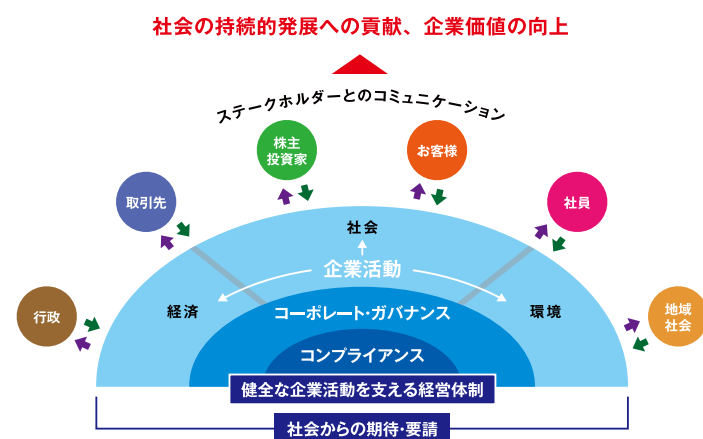 社会の持続的発展への貢献、企業価値の向上
ステークホルダーとのコミュニケーション
株主
投資家
お客様
取引先
社員
行政
地域
社会
社会
企業活動
経済
環境
コーポレート・ガバナンス
コンプライアンス
健全な企業活動を支える経営体制
社会からの期待・要請